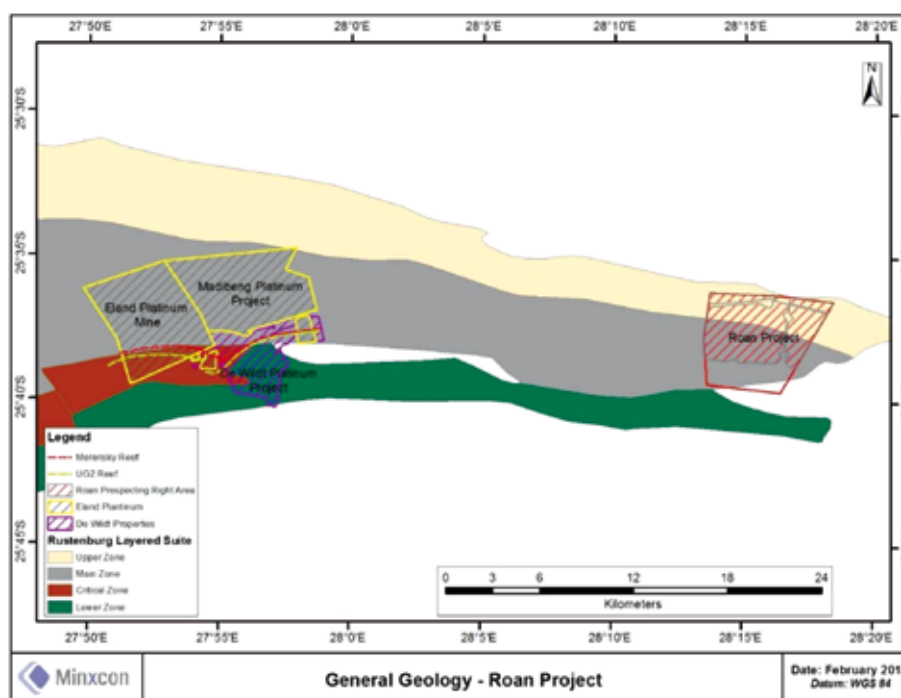 27°50'E 27°55'E 28°0'E 28°5'E 28°10'E 28°15'E 28°20'E
N
25°30'S
25°35'S
25°40'S
25°45'S
Madibeng Platinum
Project
Eland Platinum
Mine
De Wildt Platinum
Project
Roan Project
Legend
Merensky Reef
UG2 Reef
Roan Prospecting Right Area
Eland Plantinum
De Wildt Properties
Rustenburg Layered Suite
Upper Zone
Main Zone
Critical Zone
Lower Zone
0 3 6 12 18 24
Kilometers
27°50'E 27°55'E 28°0'E 28°5'E 28°10'E 28°15'E 28°20'E
Minxcon
General Geology - Roan Project
Date: February 201
Datum: WGS 84